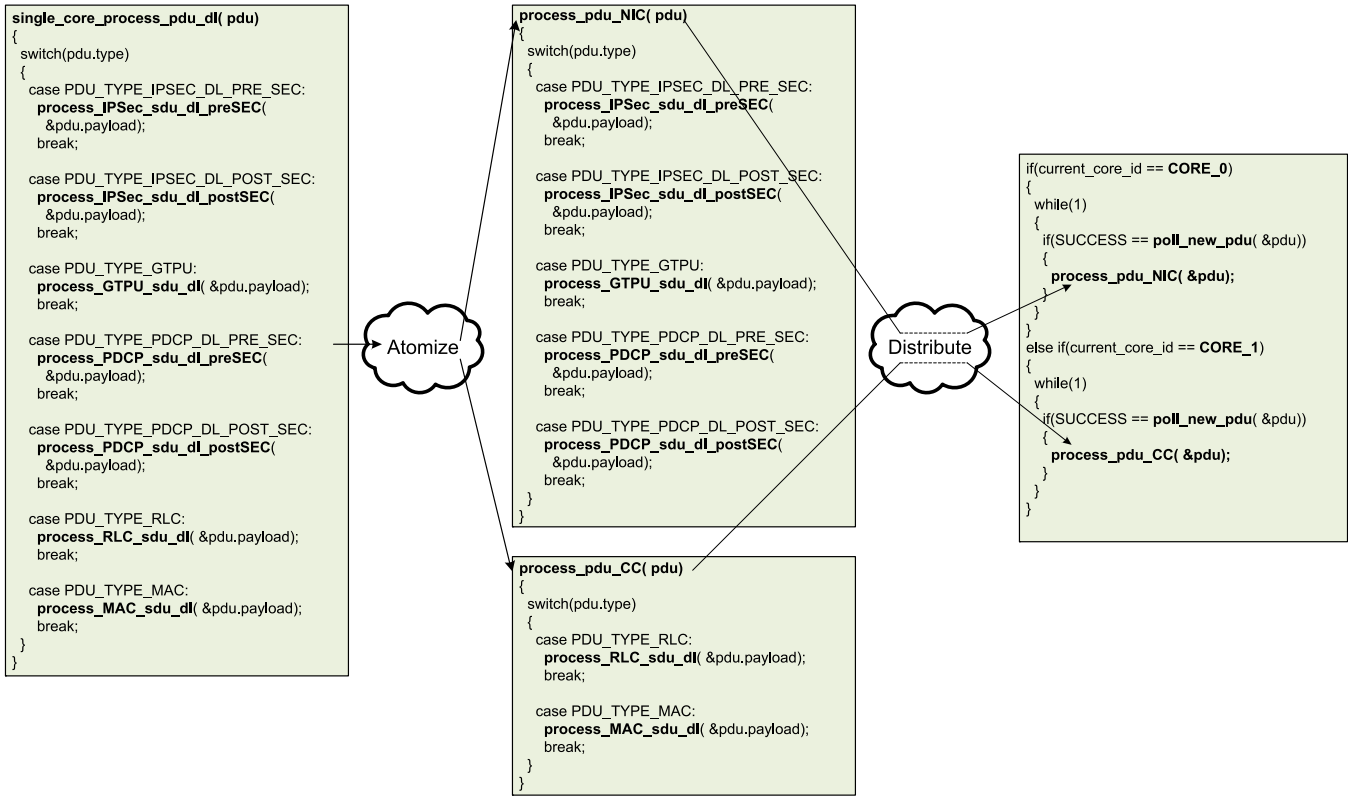 single_core_process_pdu_dl( pdu)
{
switch(pdu.type)
{
case PDU_TYPE_IPSEC_DL_PRE_SEC:
process_IPSec_sdu_dl_preSEC(
&pdu.payload);
break;
case PDU_TYPE_IPSEC_DL_POST_SEC:
process_IPSec_sdu_dl_postSEC(
&pdu.payload);
break;
case PDU_TYPE_GTPU:
process_GTPU_sdu_dl( &pdu.payload);
break;
case PDU_TYPE_PDCP_DL_PRE_SEC:
process_PDCP_sdu_dl_preSEC(
&pdu.payload);
break;
case PDU_TYPE_PDCP_DL_POST_SEC:
process_PDCP_sdu_dl_postSEC(
&pdu.payload);
break;
case PDU_TYPE_RLC:
process_RLC_sdu_dl( &pdu.payload);
break;
case PDU_TYPE_MAC:
process_MAC_sdu_dl( &pdu.payload);
break;
}
}
Atomize
process_pdu_NIC( pdu)
{
switch(pdu.type)
{
case PDU_TYPE_IPSEC_DL_PRE_SEC:
process_IPSec_sdu_dl_preSEC(
&pdu.payload);
break;
case PDU_TYPE_IPSEC_DL_POST_SEC:
process_IPSec_sdu_dl_postSEC(
&pdu.payload);
break;
case PDU_TYPE_GTPU:
process_GTPU_sdu_dl( &pdu.payload);
break;
case PDU_TYPE_PDCP_DL_PRE_SEC:
process_PDCP_sdu_dl_preSEC(
&pdu.payload);
break;
case PDU_TYPE_PDCP_DL_POST_SEC:
process_PDCP_sdu_dl_postSEC(
&pdu.payload);
break;
}
}
process_pdu_CC( pdu)
{
switch(pdu.type)
{
case PDU_TYPE_RLC:
process_RLC_sdu_dl( &pdu.payload);
break;
case PDU_TYPE_MAC:
process_MAC_sdu_dl( &pdu.payload);
break;
}
}
Distribute
if(current_core_id == CORE_0)
{
while(1)
{
if(SUCCESS == poll_new_pdu( &pdu))
{
process_pdu_NIC( &pdu);
}
}
}
else if(current_core_id == CORE_1)
{
while(1)
{
if(SUCCESS == poll_new_pdu( &pdu))
{
process_pdu_CC( &pdu);
}
}
}